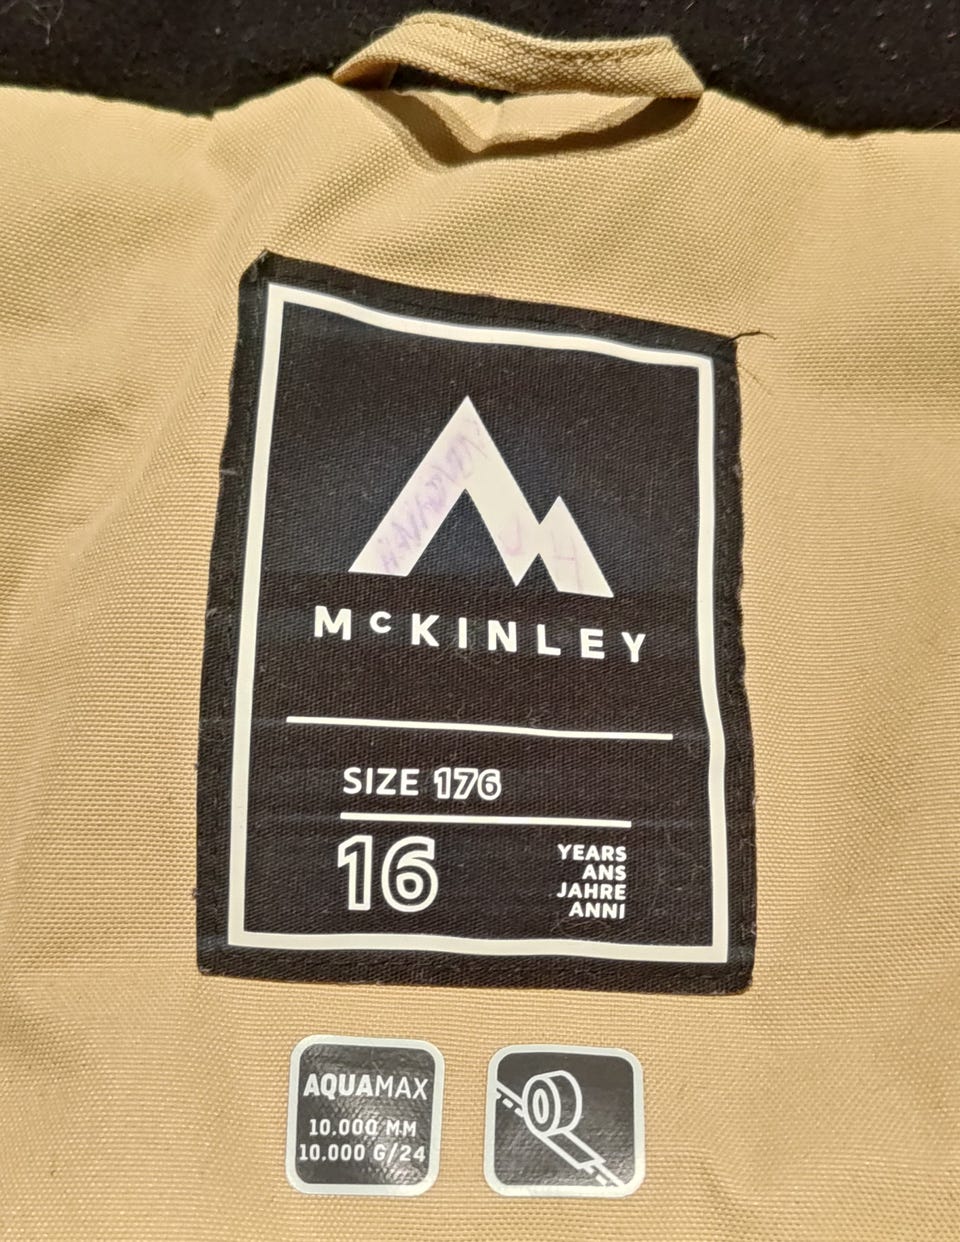 McKINLEY
SIZE 176
16
YEARS
ANS
JAHRE
ANNI
AQUAMAX
10.000 MM
10.000 G/24